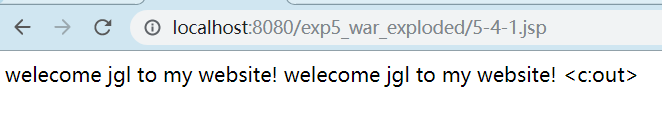 localhost:8080/exp5_war_exploded/5-4-1.jsp
welecome jgl to my website! welecome jgl to my website! <c:out>